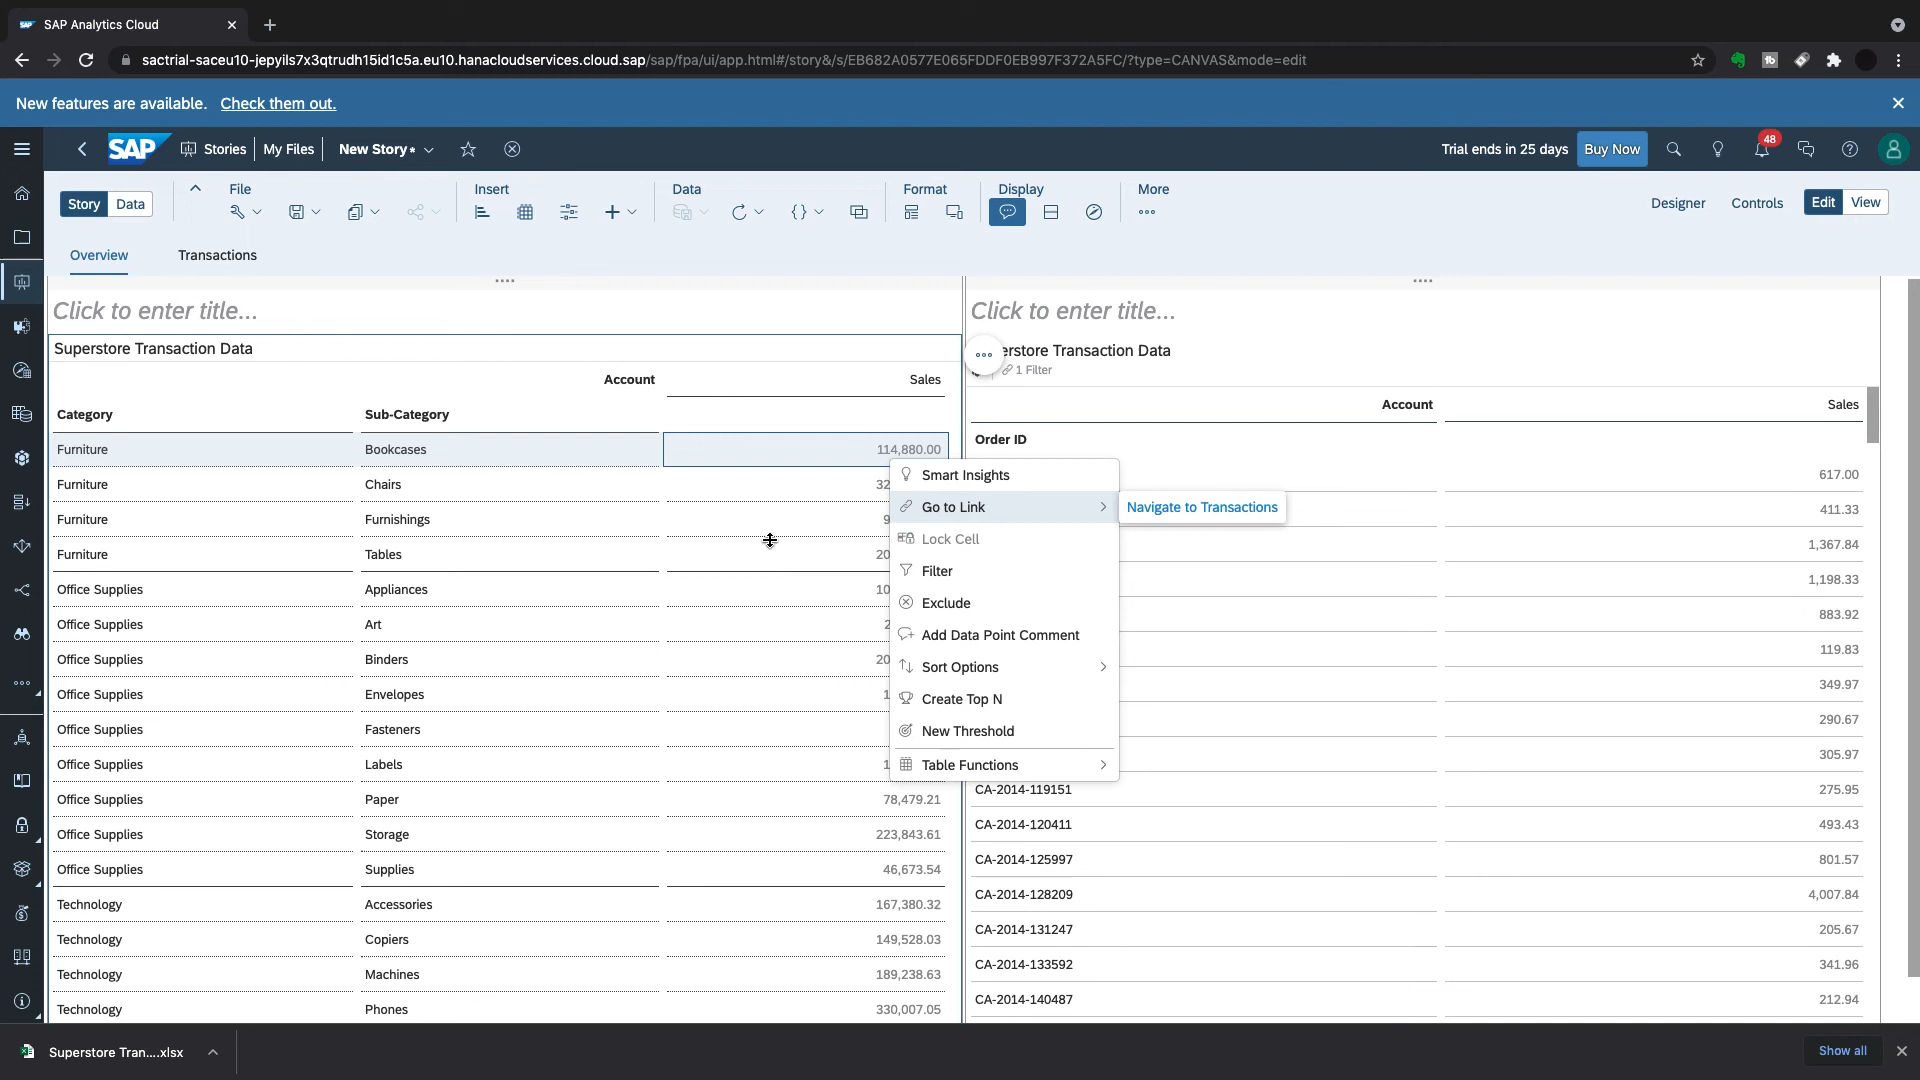 SAP Analytics Cloud
sactrial-saceu10-jepyils7x3qtrudh15id1c5a.eu10.hanacloudservices.cloud.sap/sap/fpa/ui/app.html#/story&/s/EB682A0577E065FDDF0EB997F372A5FC/?type=CANVAS&mode=edit
New features are available. Check them out.
SAP Stories My Files New Story* Trial ends in 25 days Buy Now 48
File Insert Data Format Display More
Story Data Designer Controls Edit View
Overview Transactions
Click to enter title... Click to enter title...
Superstore Transaction Data erstore Transaction Data
1 Filter
Account Sales Account Sales
Category Sub-Category Order ID
Furniture Bookcases 114,880.00
Smart Insights 617.00
Furniture Chairs 32
Go to Link Navigate to Transactions 411.33
Furniture Furnishings 9
Lock Cell 1,367.84
Furniture Tables 20
Filter 1,198.33
Office Supplies Appliances 10
Exclude 883.92
Office Supplies Art 2
Add Data Point Comment 119.83
Office Supplies Binders 20
Sort Options 349.97
Office Supplies Envelopes 1
Create Top N 290.67
Office Supplies Fasteners
New Threshold 305.97
Office Supplies Labels 1
Table Functions
CA-2014-119151 275.95
Office Supplies Paper 78,479.21
CA-2014-120411 493.43
Office Supplies Storage 223,843.61
CA-2014-125997 801.57
Office Supplies Supplies 46,673.54
CA-2014-128209 4,007.84
Technology Accessories 167,380.32
CA-2014-131247 205.67
Technology Copiers 149,528.03
CA-2014-133592 341.96
Technology Machines 189,238.63
CA-2014-140487 212.94
Technology Phones 330,007.05
Superstore Tran....xlsx Show all